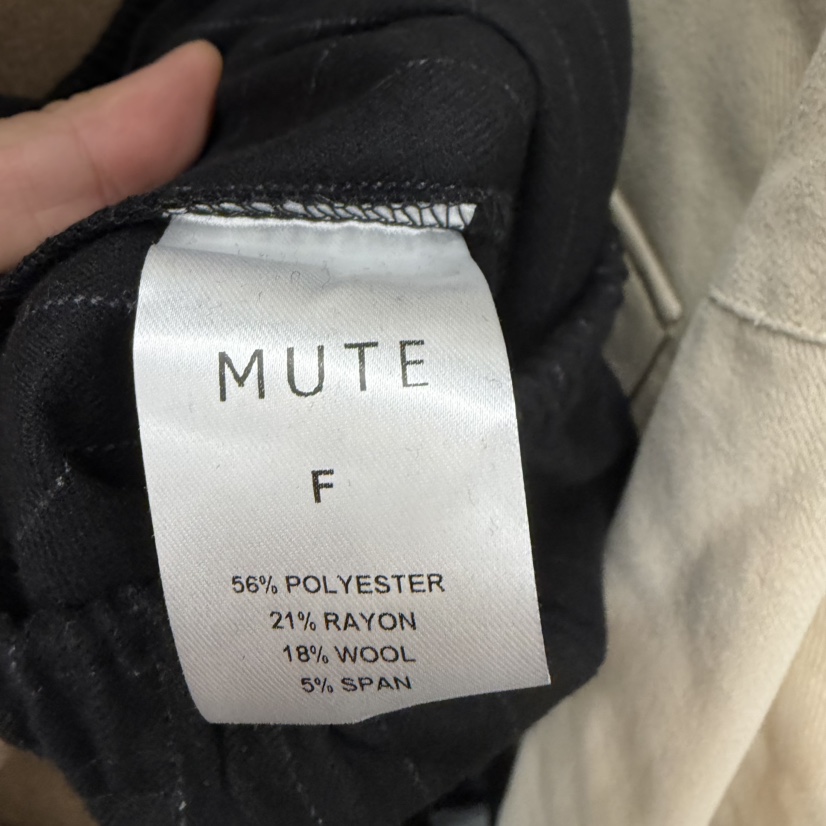 MUTE
F
56% POLYESTER
21% RAYON
18% WOOL
5% SPAN